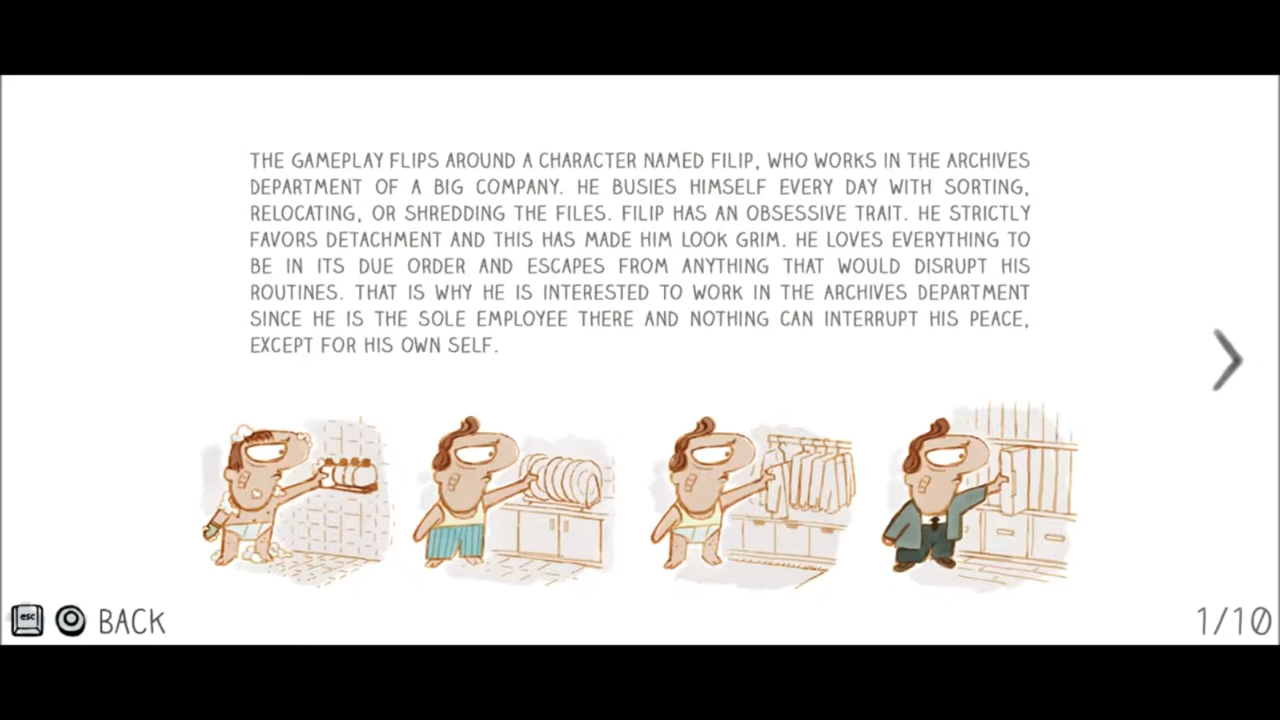 THE GAMEPLAY FLIPS AROUND A CHARACTER NAMED FILIP, WHO WORKS IN THE ARCHIVES
DEPARTMENT OF A BIG COMPANY. HE BUSIES HIMSELF EVERY DAY WITH SORTING,
RELOCATING, OR SHREDDING THE FILES. FILIP HAS AN OBSESSIVE TRAIT. HE STRICTLY
FAVORS DETACHMENT AND THIS HAS MADE HIM LOOK GRIM. HE LOVES EVERYTHING TO
BE IN ITS DUE ORDER AND ESCAPES FROM ANYTHING THAT WOULD DISRUPT HIS
ROUTINES. THAT IS WHY HE IS INTERESTED TO WORK IN THE ARCHIVES DEPARTMENT
SINCE HE IS THE SOLE EMPLOYEE THERE AND NOTHING CAN INTERRUPT HIS PEACE,
EXCEPT FOR HIS OWN SELF.
esc BACK
1/10